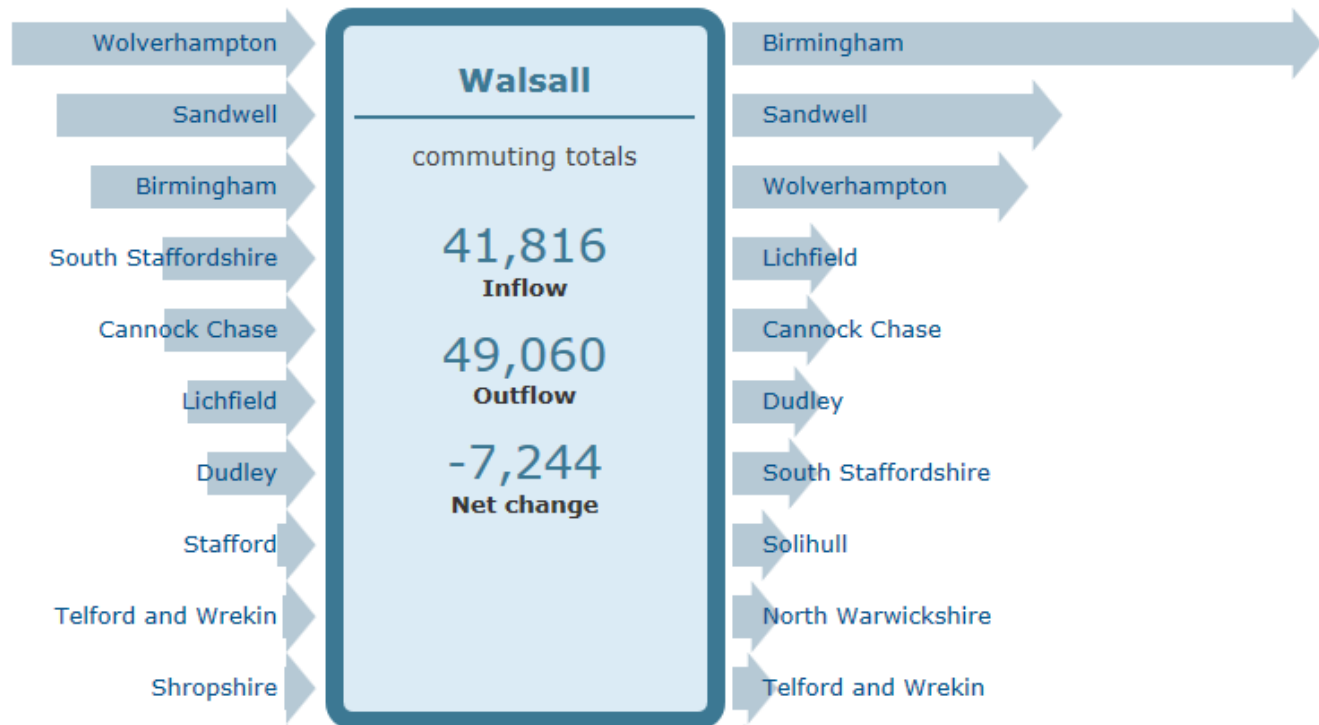 Wolverhampton
Sandwell
Birmingham
South Staffordshire
Cannock Chase
Lichfield
Dudley
Stafford
Telford and Wrekin
Shropshire
Walsall
commuting totals
41,816
Inflow
49,060
Outflow
-7,244
Net change
Birmingham
Sandwell
Wolverhampton
Lichfield
Cannock Chase
Dudley
South Staffordshire
Solihull
North Warwickshire
Telford and Wrekin